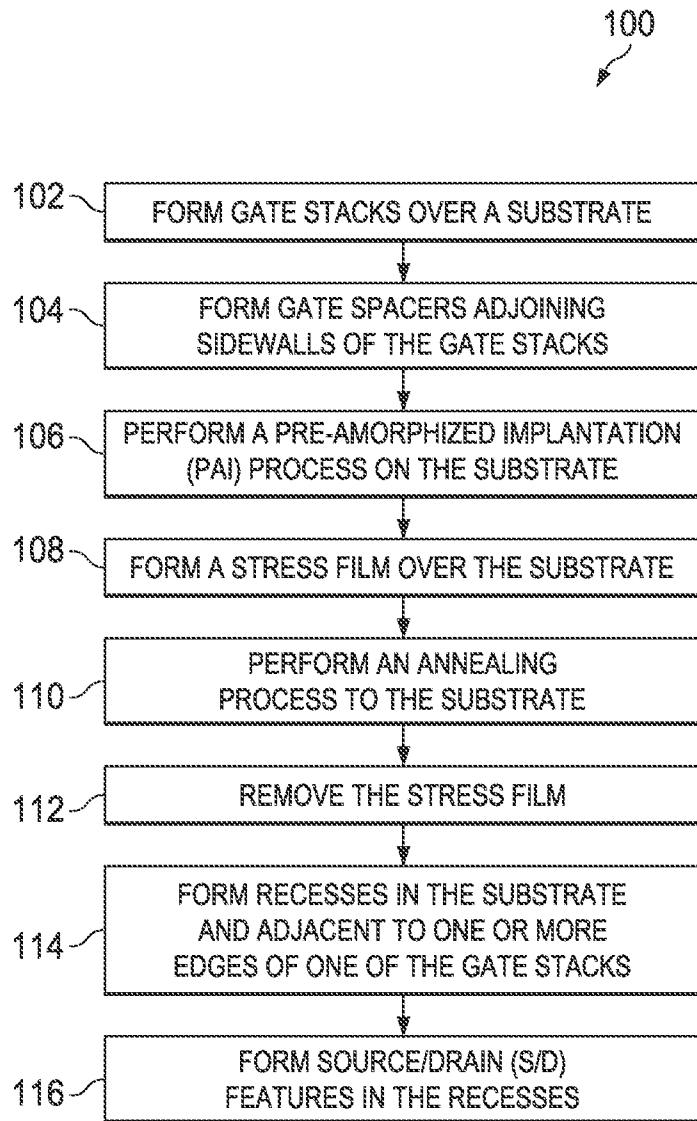 100
102
FORM GATE STACKS OVER A SUBSTRATE
104
FORM GATE SPACERS ADJOINING
SIDEWALLS OF THE GATE STACKS
106
PERFORM A PRE-AMORPHIZED IMPLANTATION
(PAI) PROCESS ON THE SUBSTRATE
108
FORM A STRESS FILM OVER THE SUBSTRATE
110
PERFORM AN ANNEALING
PROCESS TO THE SUBSTRATE
112
REMOVE THE STRESS FILM
114
FORM RECESSES IN THE SUBSTRATE
AND ADJACENT TO ONE OR MORE
EDGES OF ONE OF THE GATE STACKS
116
FORM SOURCE/DRAIN (S/D)
FEATURES IN THE RECESSES